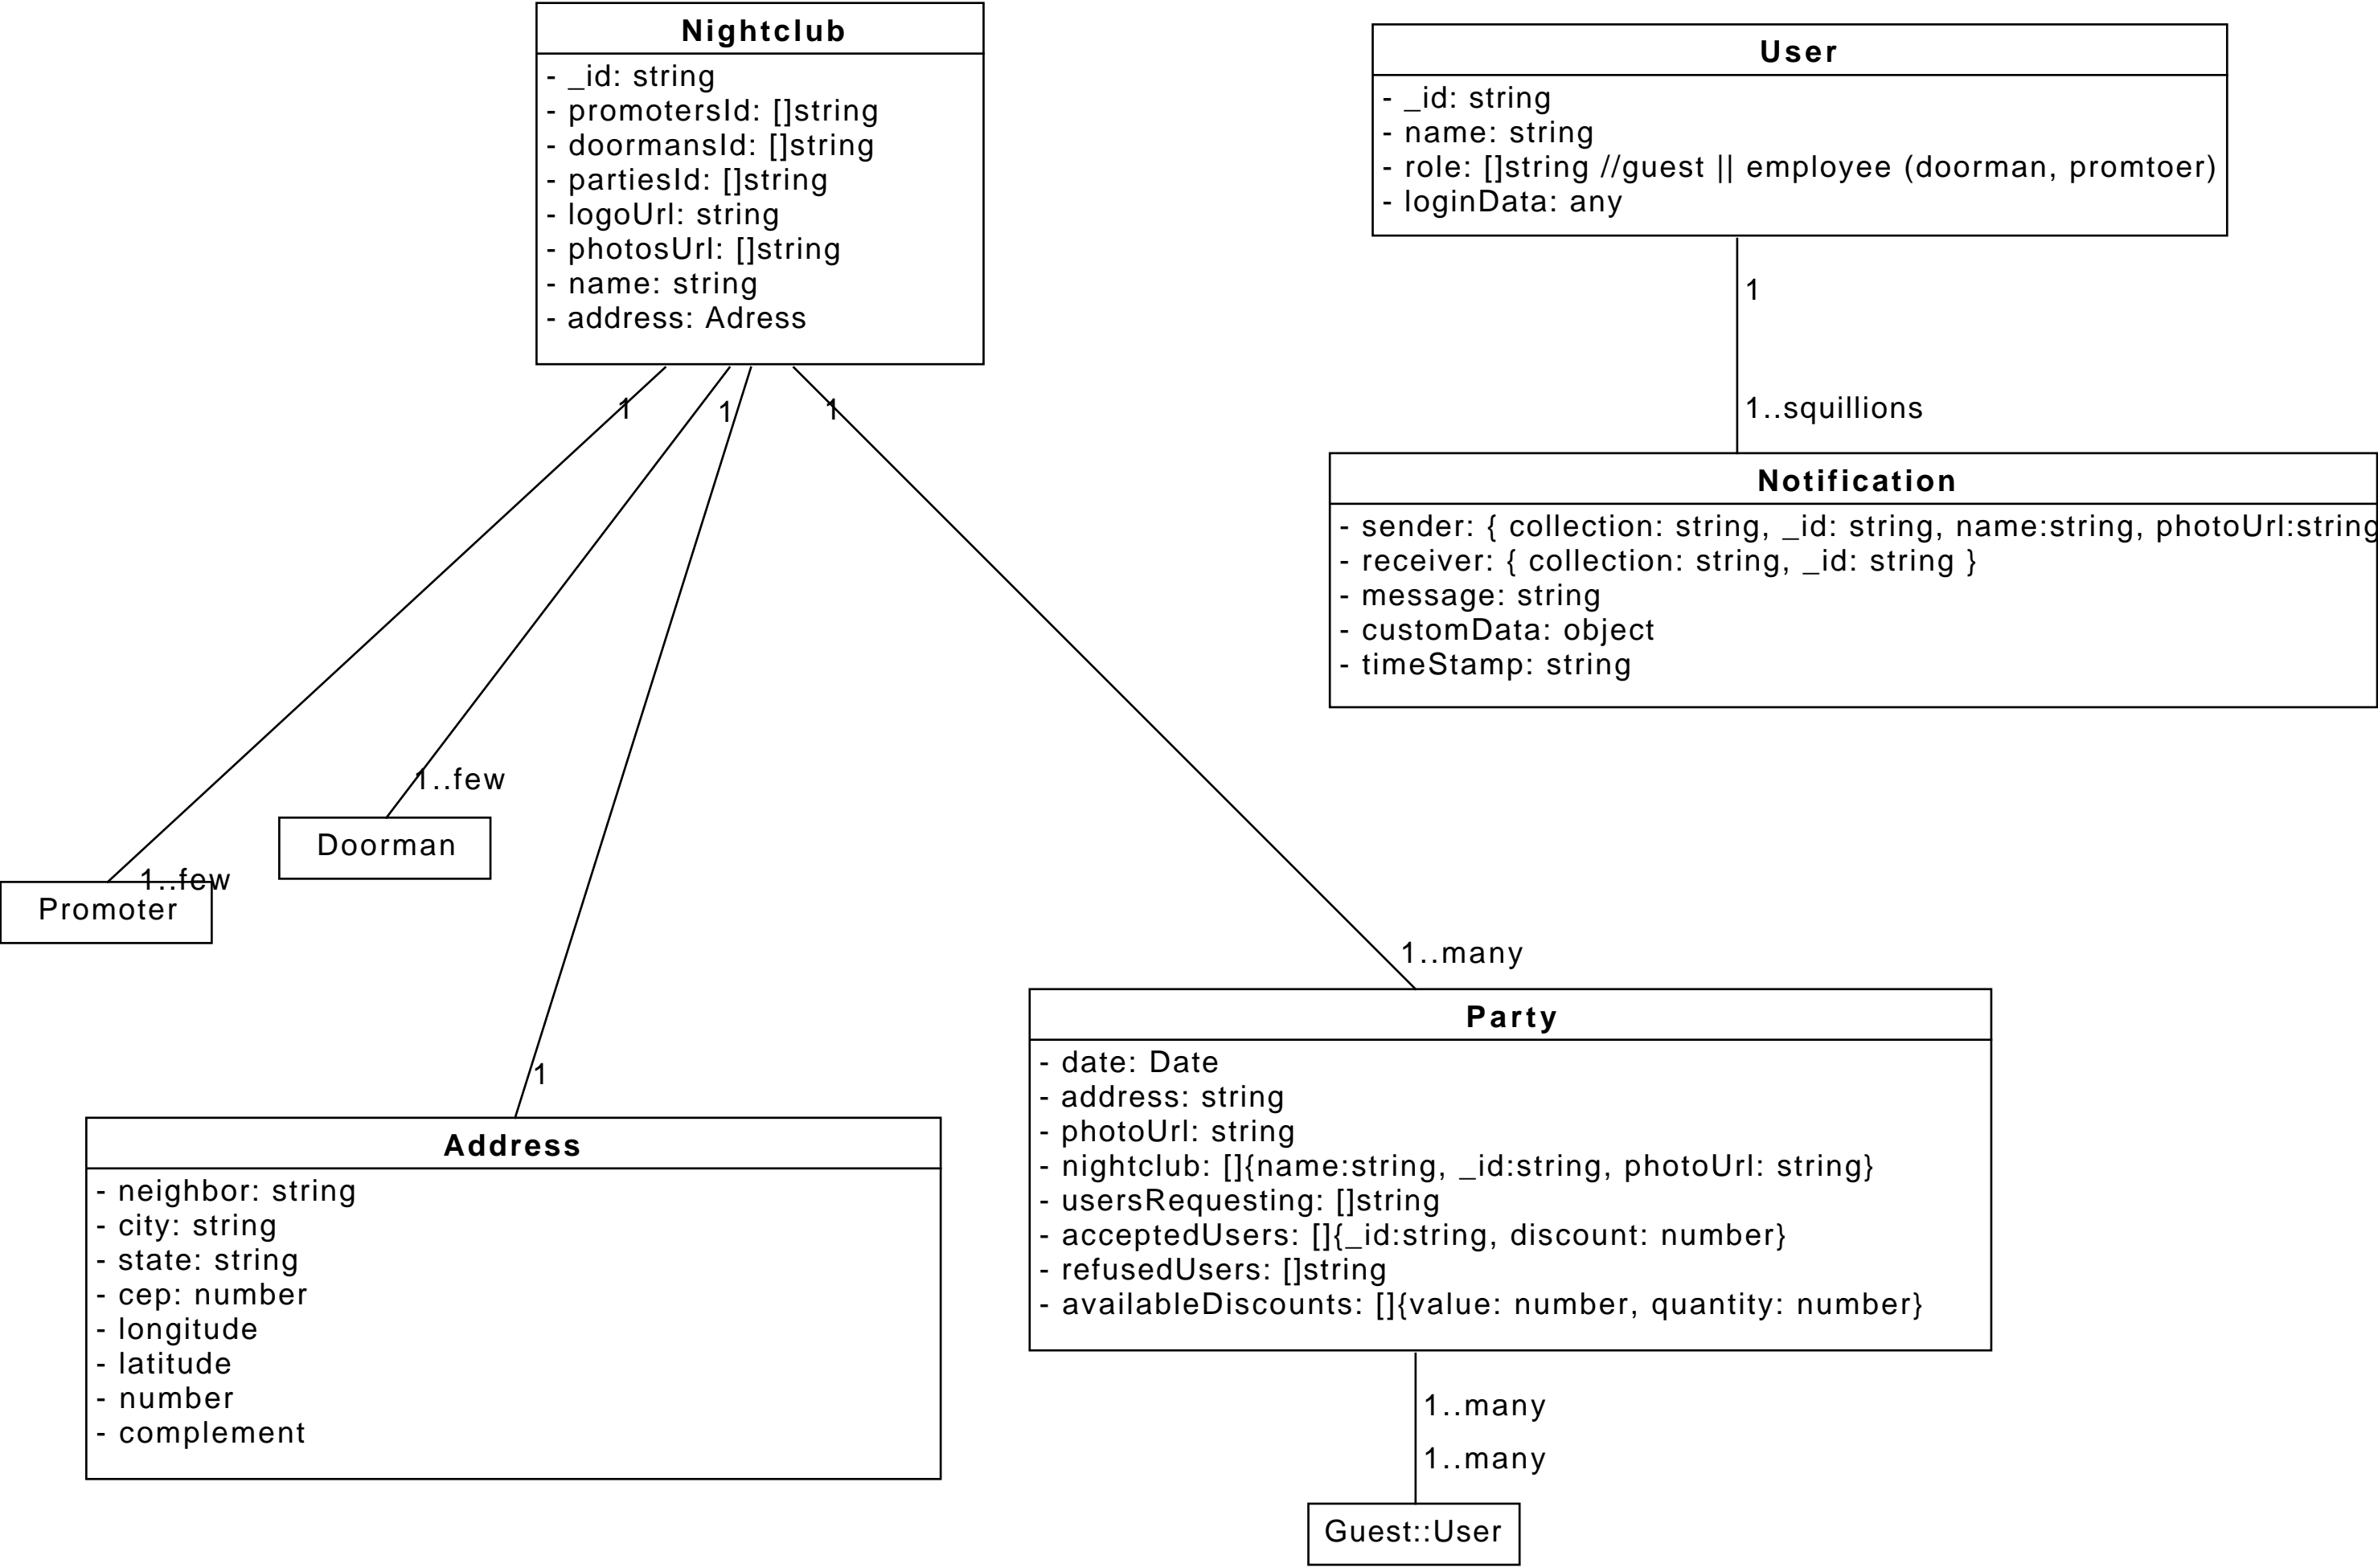 Nightclub
- _id: string
- promotersId: []string
- doormansId: []string
- partiesId: []string
- logoUrl: string
- photosUrl: []string
- name: string
- address: Adress
User
- _id: string
- name: string
- role: []string //guest || employee (doorman, promtoer)
- loginData: any
1
1..squillions
Notification
- sender: { collection: string, _id: string, name:string, photoUrl:string
- receiver: { collection: string, _id: string }
- message: string
- customData: object
- timeStamp: string
1
1
1
1..few
Doorman
1..few
Promoter
1..many
Party
- date: Date
- address: string
- photoUrl: string
- nightclub: []{name:string, _id:string, photoUrl: string}
- usersRequesting: []string
- acceptedUsers: []{_id:string, discount: number}
- refusedUsers: []string
- availableDiscounts: []{value: number, quantity: number}
1
Address
- neighbor: string
- city: string
- state: string
- cep: number
- longitude
- latitude
- number
- complement
1..many
1..many
Guest::User